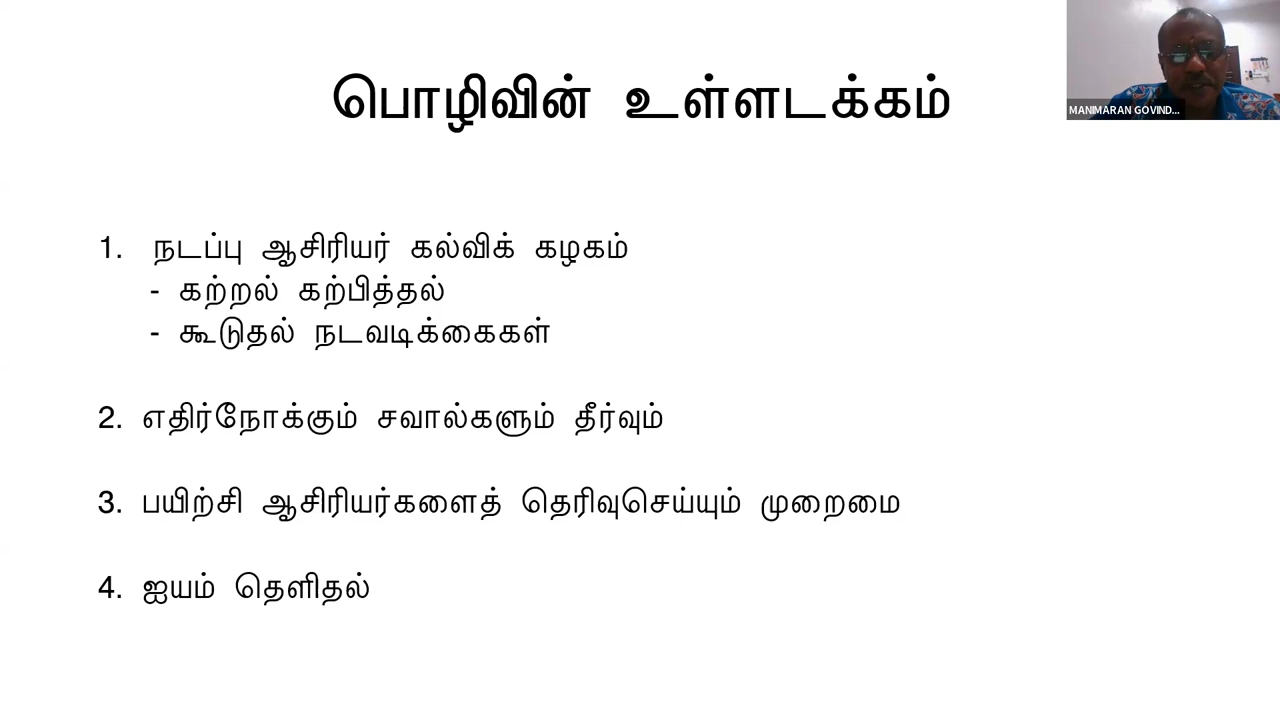 பொழிவின் உள்ளடக்கம்
MANIMARAN GOVIND...
1. நடப்பு ஆசிரியர் கல்விக் கழகம்
- கற்றல் கற்பித்தல்
- கூடுதல் நடவடிக்கைகள்
2. எதிர்நோக்கும் சவால்களும் தீர்வும்
3. பயிற்சி ஆசிரியர்களைத் தெரிவுசெய்யும் முறைமை
4. ஐயம் தெளிதல்